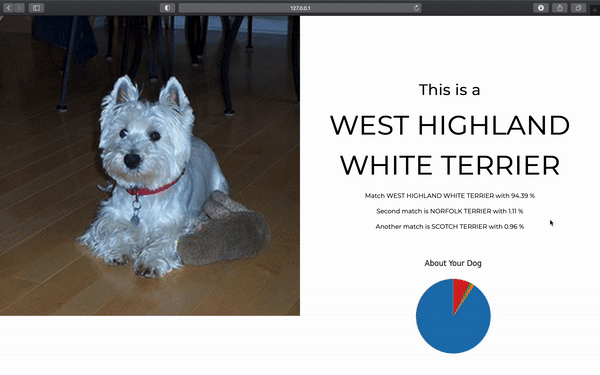 127.0.0.1
This is a
WEST HIGHLAND
WHITE TERRIER
Match WEST HIGHLAND WHITE TERRIER with 94.39 %
Second match is NORFOLK TERRIER with 1.11 %
Another match is SCOTCH TERRIER with 0.96 %
About Your Dog